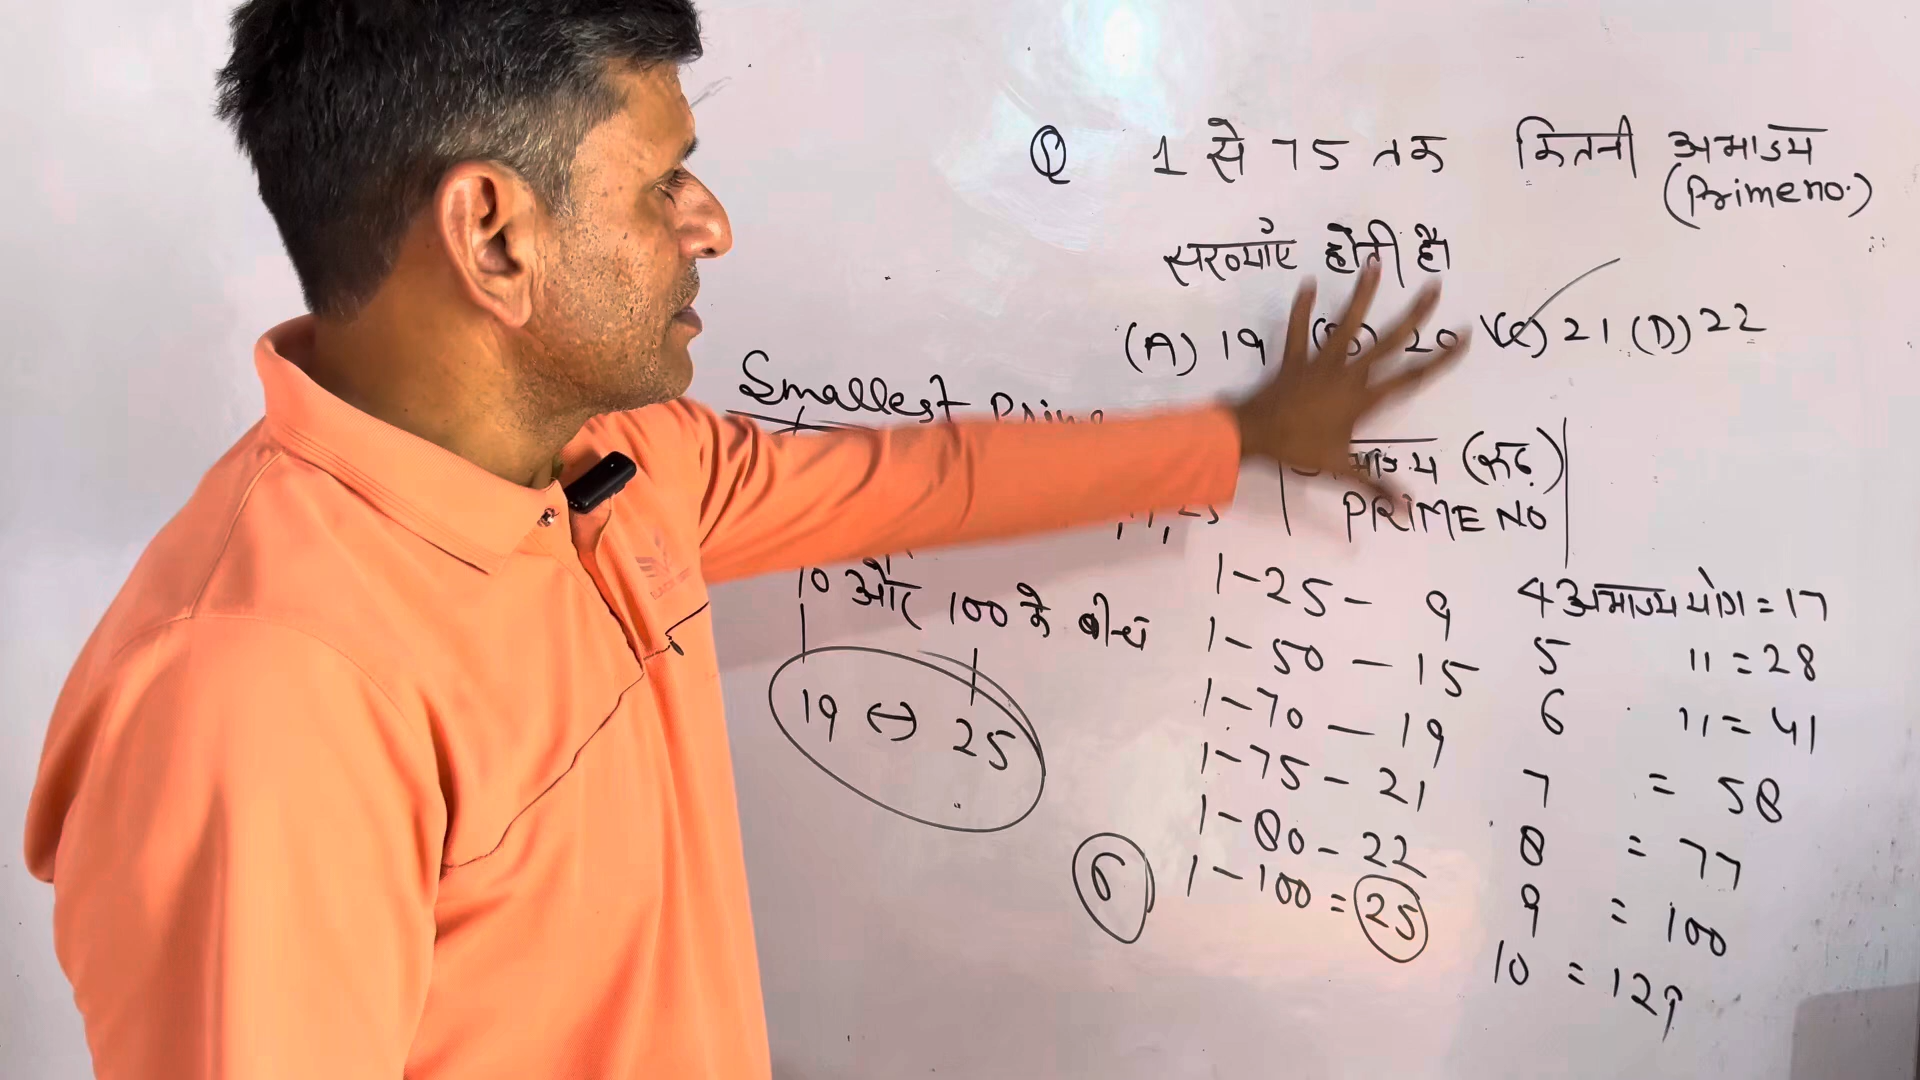 Q 1 से 75 तक कितनी अभाज्य
(Prime no.)
संख्याएं होती है।
(A) 19 20 (C) 21 (D) 22
Smallest Prime
(रूढ़)
PRIME NO
10 और 100 के बीच
19 ↔ 25
1-25 - 9
1-50 - 15
1-70 - 19
1-75 - 21
1-80 - 22
6 1-100 = 25
4 अभाज्य योग = 17
5 11 = 28
6 11 = 41
7 = 58
8 = 77
9 = 100
10 = 129